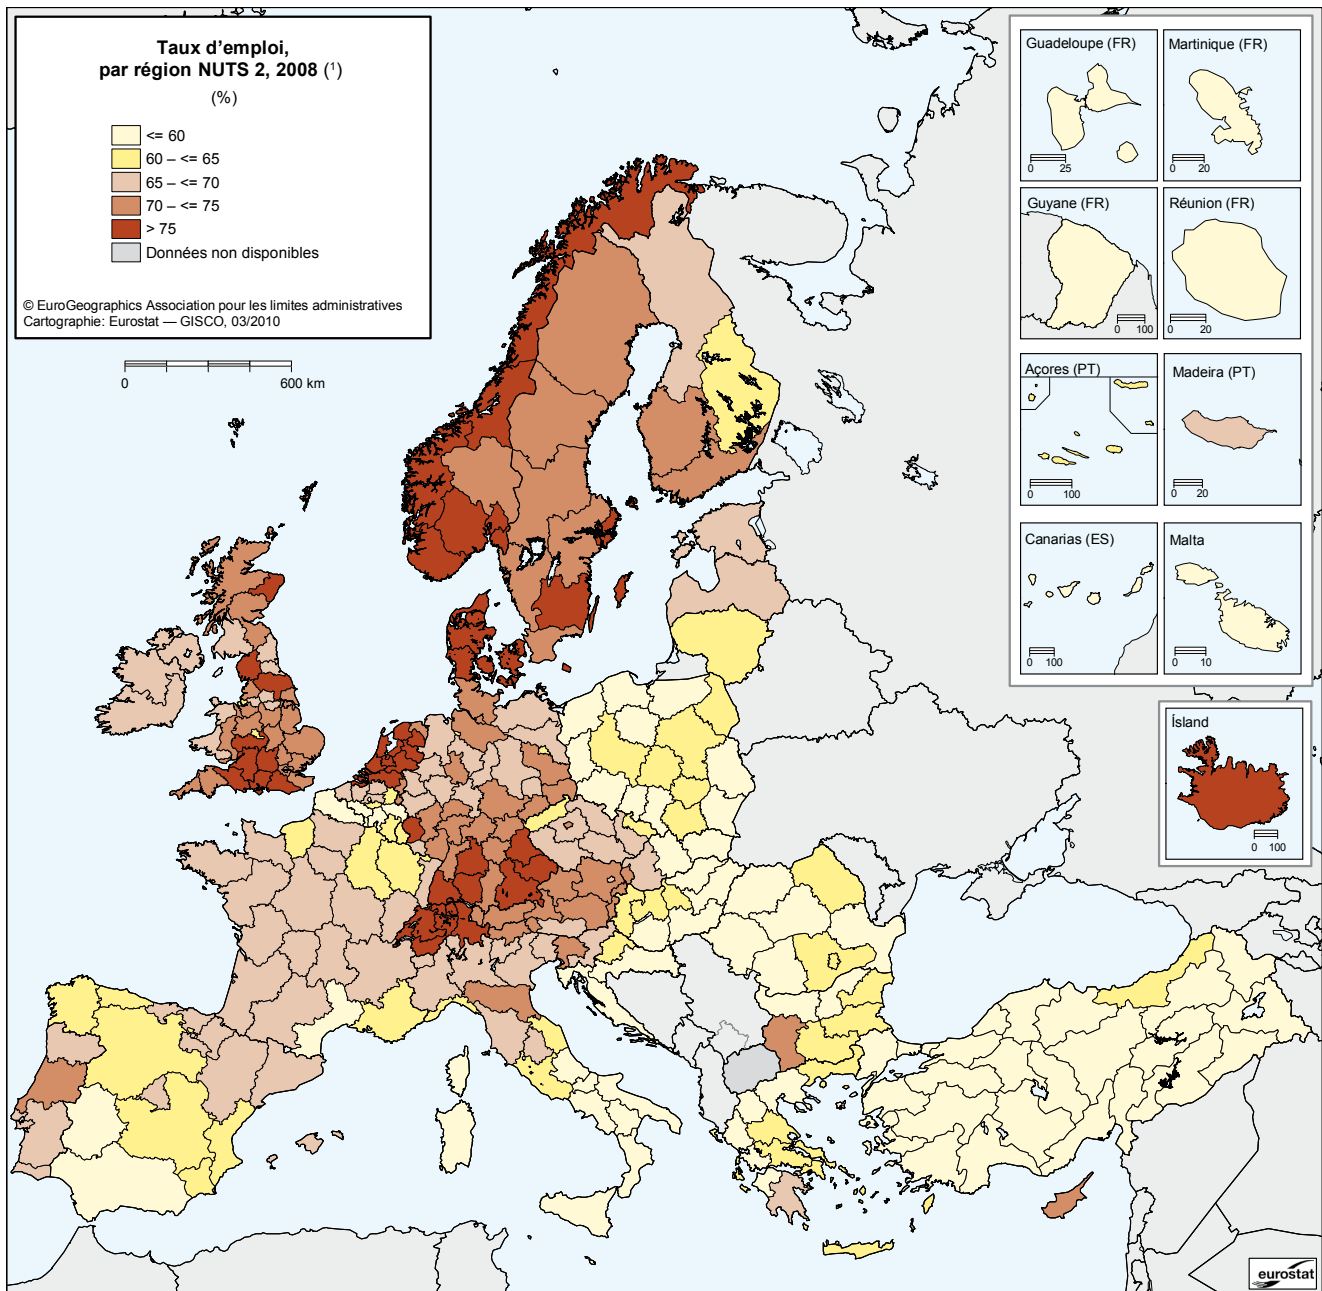 Taux d'emploi,
par région NUTS 2, 2008 (¹)
(%)
<= 60
60 – <= 65
65 – <= 70
70 – <= 75
> 75
Données non disponibles
© EuroGeographics Association pour les limites administratives
Cartographie: Eurostat — GISCO, 03/2010
0 600 km
Guadeloupe (FR)
0 25
Martinique (FR)
0 20
Guyane (FR)
0 100
Réunion (FR)
0 20
Açores (PT)
0 100
Madeira (PT)
0 20
Canarias (ES)
0 100
Malta
0 10
Ísland
0 100
eurostat